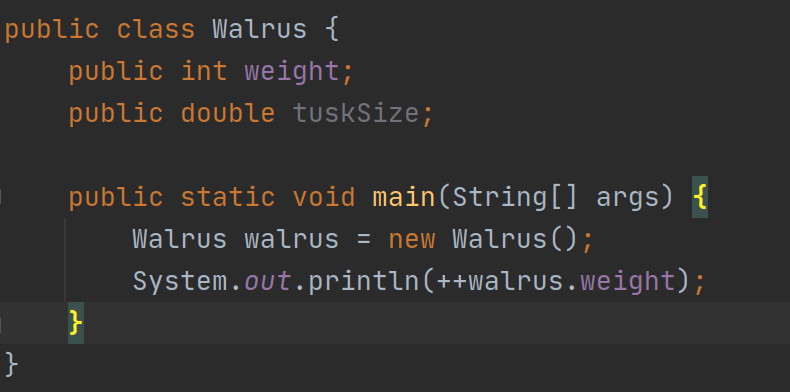 public class Walrus {
    public int weight;
    public double tuskSize;

    public static void main(String[] args) {
        Walrus walrus = new Walrus();
        System.out.println(++walrus.weight);
    }
}